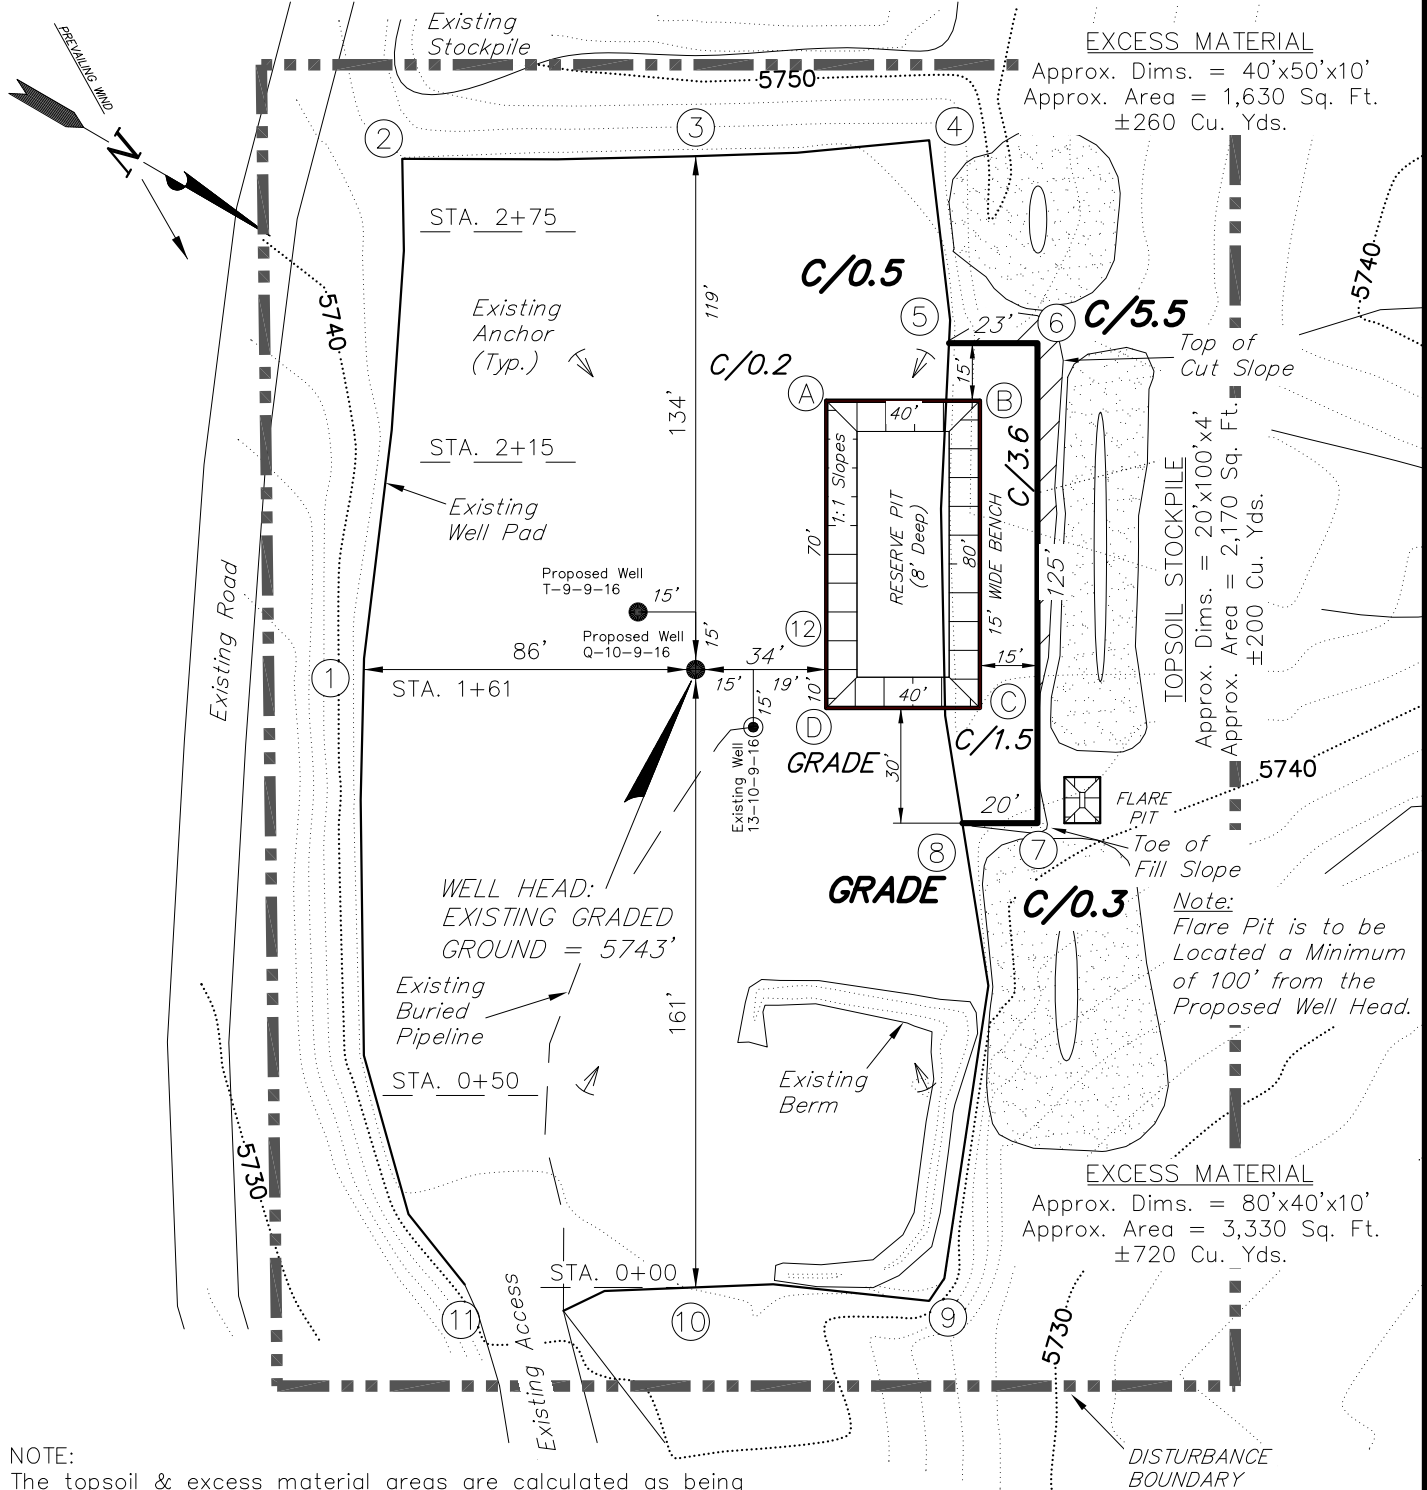 Existing
Stockpile
EXCESS MATERIAL
Approx. Dims. = 40'x50'x10'
Approx. Area = 1,630 Sq. Ft.
±260 Cu. Yds.
PREVAILING WIND
N
5750
2
3
4
STA. 2+75
5740
C/0.5
5740
Existing
Anchor
(Typ.)
119'
5
23'
6
C/5.5
Top of
Cut Slope
C/0.2
134'
15'
A
40'
B
STA. 2+15
1:1 Slopes
C/3.6
Existing
Well Pad
70'
RESERVE PIT
(8' Deep)
80'
15' WIDE BENCH
125'
TOPSOIL STOCKPILE
Approx. Dims. = 20'x100'x4'
Approx. Area = 2,170 Sq. Ft.
±200 Cu. Yds.
Existing Road
Proposed Well
T-9-9-16
15'
Proposed Well
Q-10-9-16
15'
12
86'
34'
15'
1
STA. 1+61
15'
19'
10'
15'
40'
C
D
C/1.5
GRADE
30'
Existing Well
13-10-9-16
5740
FLARE
PIT
20'
8
7
Toe of
Fill Slope
WELL HEAD:
EXISTING GRADED
GROUND = 5743'
GRADE
C/0.3
Note:
Flare Pit is to be
Located a Minimum
of 100' from the
Proposed Well Head.
Existing
Buried
Pipeline
161'
STA. 0+50
Existing
Berm
5730
EXCESS MATERIAL
Approx. Dims. = 80'x40'x10'
Approx. Area = 3,330 Sq. Ft.
±720 Cu. Yds.
STA. 0+00
11
Existing Access
10
9
5730
DISTURBANCE
BOUNDARY
NOTE:
The topsoil & excess material areas are calculated as being